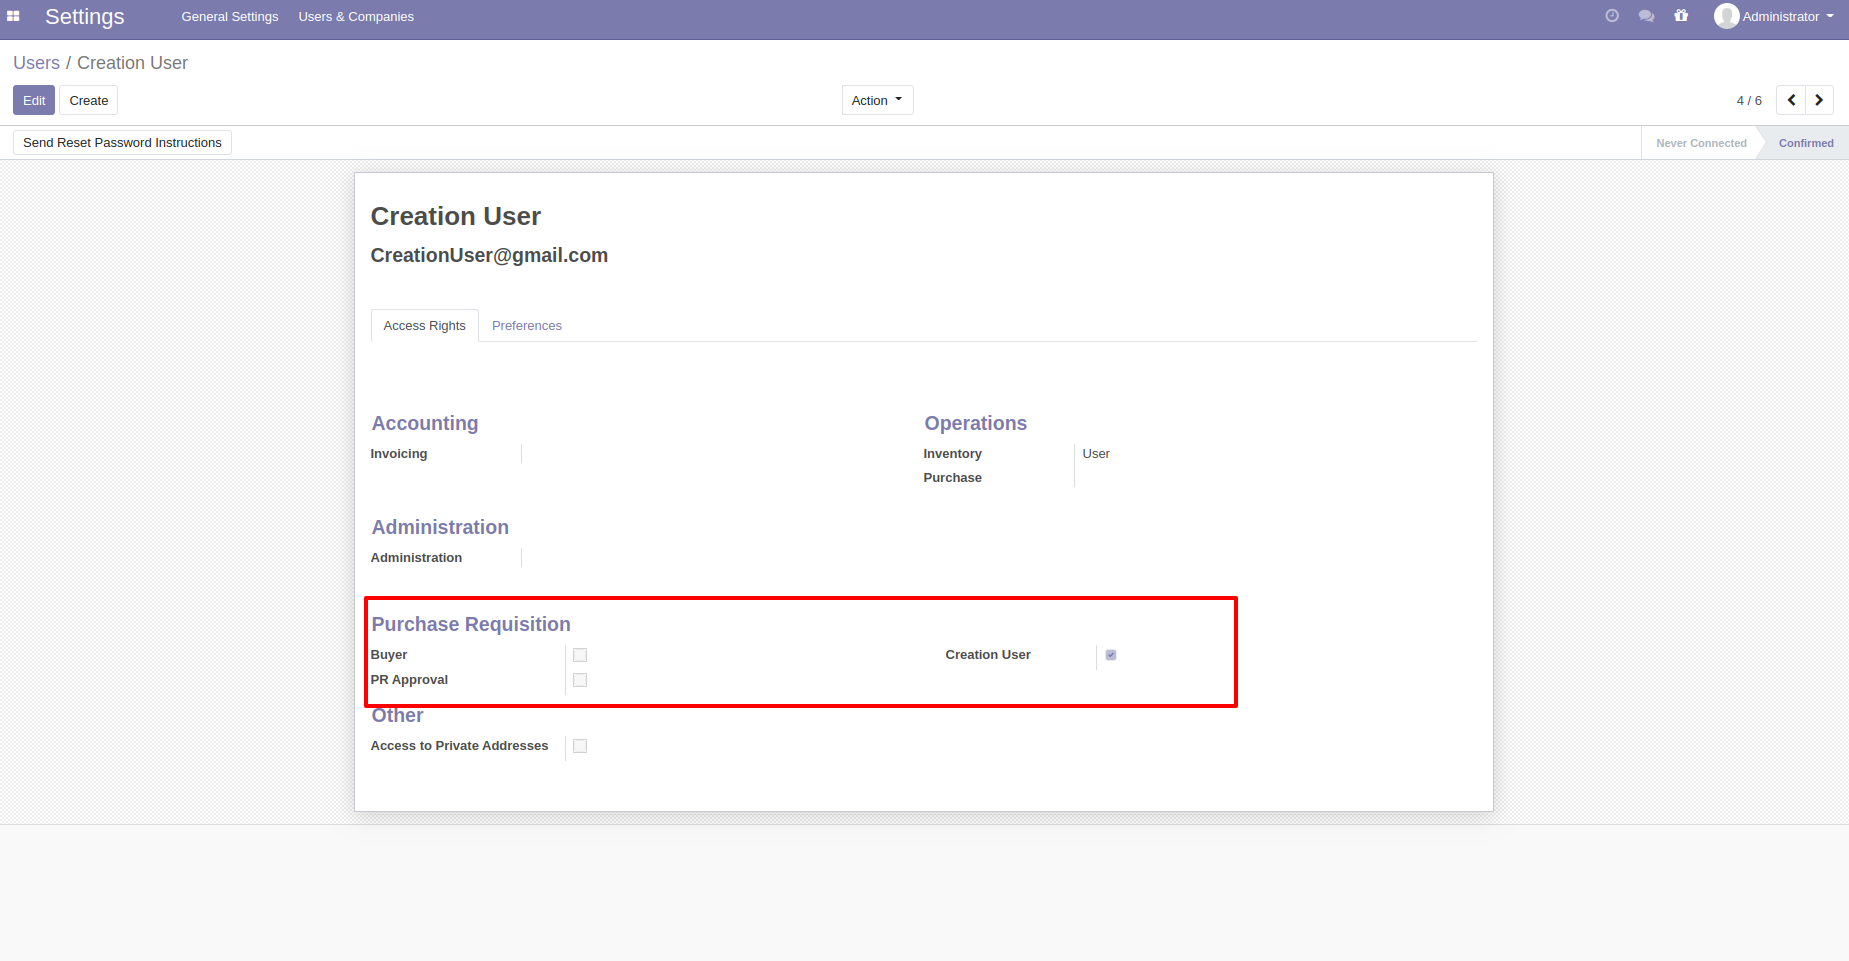 Settings General Settings Users & Companies Administrator
Users / Creation User
Edit Create Action 4 / 6
Send Reset Password Instructions Never Connected Confirmed
Creation User
CreationUser@gmail.com
Access Rights Preferences
Accounting Operations
Invoicing Inventory User
Purchase
Administration
Administration
Purchase Requisition
Buyer Creation User
PR Approval
Other
Access to Private Addresses